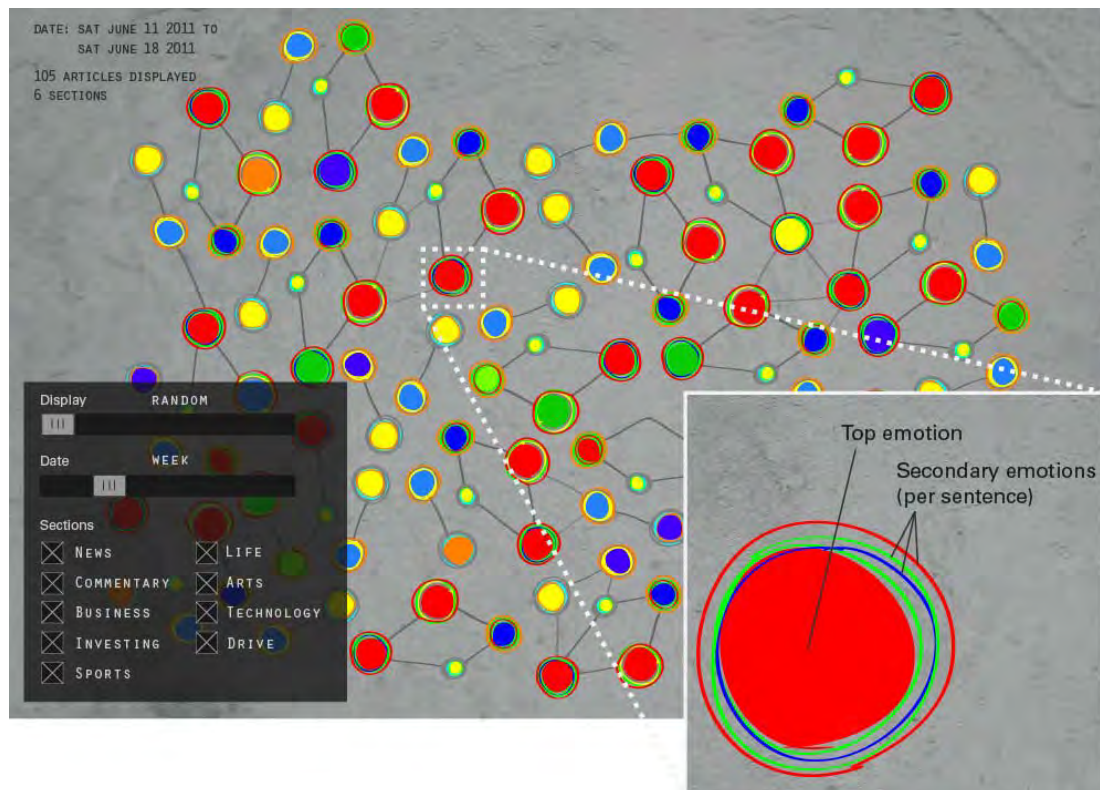 DATE: SAT JUNE 11 2011 TO
SAT JUNE 18 2011
105 ARTICLES DISPLAYED
6 SECTIONS
Display RANDOM
Date WEEK
Sections
NEWS LIFE
COMMENTARY ARTS
BUSINESS TECHNOLOGY
INVESTING DRIVE
SPORTS
Top emotion
Secondary emotions
(per sentence)